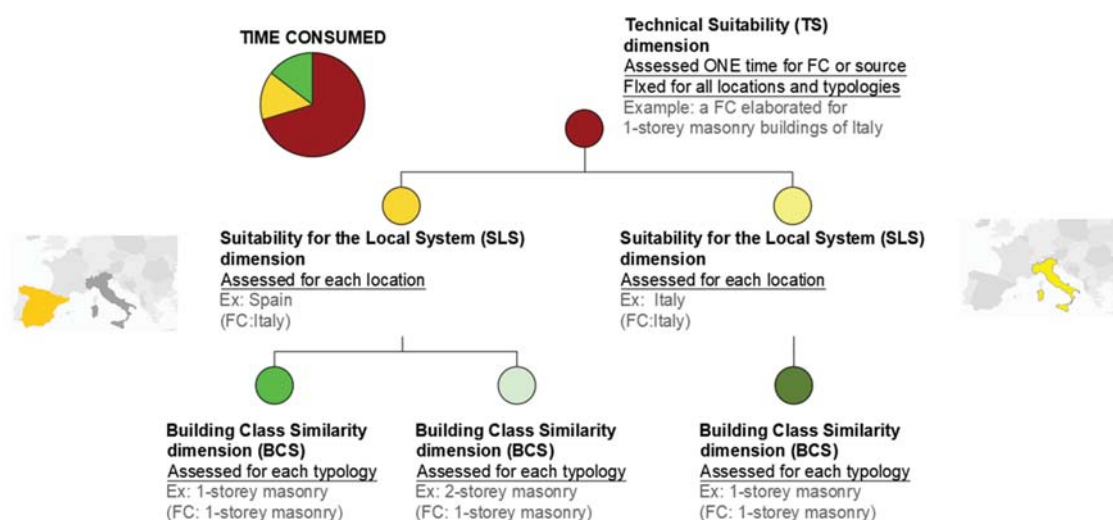 TIME CONSUMED
Technical Suitability (TS)
dimension
Assessed ONE time for FC or source
FIxed for all locations and typologies
Example: a FC elaborated for
1-storey masonry buildings of Italy
Suitability for the Local System (SLS)
dimension
Assessed for each location
Ex: Spain
(FC:Italy)
Suitability for the Local System (SLS)
dimension
Assessed for each location
Ex: Italy
(FC:Italy)
Building Class Similarity
dimension (BCS)
Assessed for each typology
Ex: 1-storey masonry
(FC: 1-storey masonry)
Building Class Similarity
dimension (BCS)
Assessed for each typology
Ex: 2-storey masonry
(FC: 1-storey masonry)
Building Class Similarity
dimension (BCS)
Assessed for each typology
Ex: 1-storey masonry
(FC: 1-storey masonry)